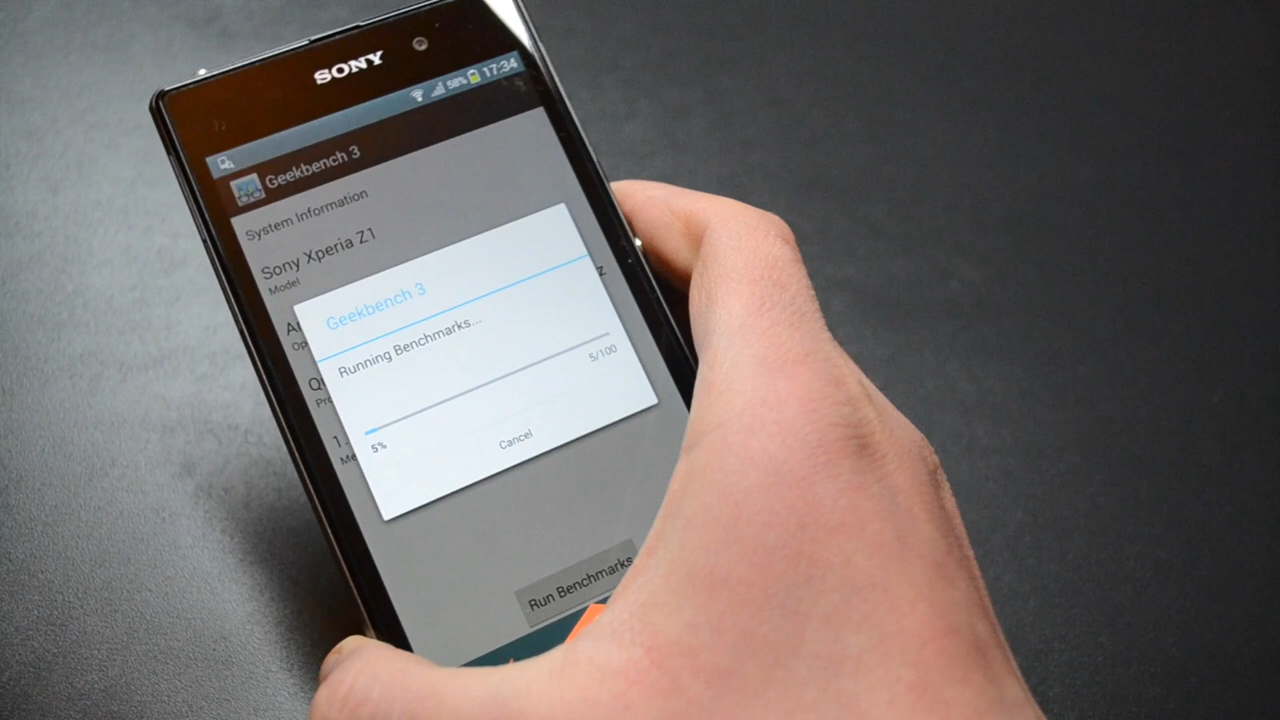 SONY
58% 17:34
Geekbench 3
System Information
Sony Xperia Z1
Model
Geekbench 3
Running Benchmarks...
5/100
5%
Cancel
Run Benchmarks